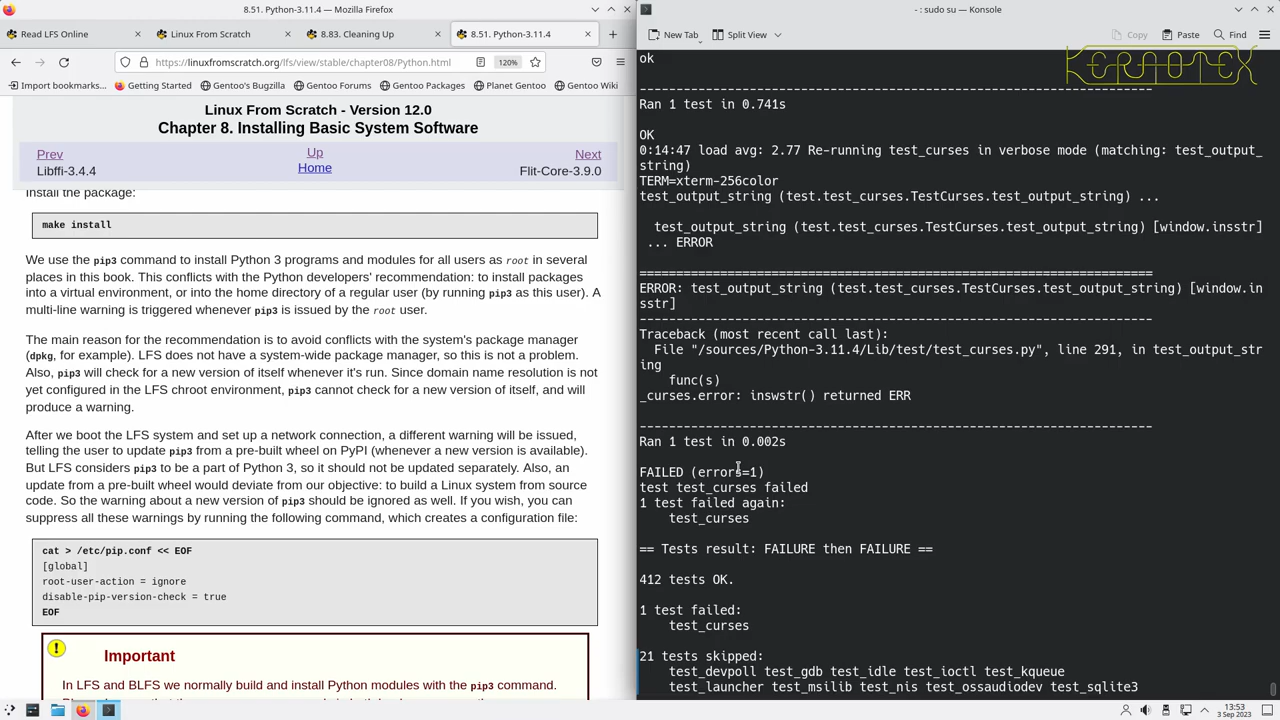 8.51. Python-3.11.4 — Mozilla Firefox
Read LFS Online
Linux From Scratch
8.83. Cleaning Up
8.51. Python-3.11.4
https://linuxfromscratch.org/lfs/view/stable/chapter08/Python.html
120%
Import bookmarks...
Getting Started
Gentoo's Bugzilla
Gentoo Forums
Gentoo Packages
Planet Gentoo
Gentoo Wiki
Linux From Scratch - Version 12.0
Chapter 8. Installing Basic System Software
Prev
Up
Next
Libffi-3.4.4
Home
Flit-Core-3.9.0
Install the package:
make install
We use the pip3 command to install Python 3 programs and modules for all users as root in several
places in this book. This conflicts with the Python developers' recommendation: to install packages
into a virtual environment, or into the home directory of a regular user (by running pip3 as this user). A
multi-line warning is triggered whenever pip3 is issued by the root user.
The main reason for the recommendation is to avoid conflicts with the system's package manager
(dpkg, for example). LFS does not have a system-wide package manager, so this is not a problem.
Also, pip3 will check for a new version of itself whenever it's run. Since domain name resolution is not
yet configured in the LFS chroot environment, pip3 cannot check for a new version of itself, and will
produce a warning.
After we boot the LFS system and set up a network connection, a different warning will be issued,
telling the user to update pip3 from a pre-built wheel on PyPI (whenever a new version is available).
But LFS considers pip3 to be a part of Python 3, so it should not be updated separately. Also, an
update from a pre-built wheel would deviate from our objective: to build a Linux system from source
code. So the warning about a new version of pip3 should be ignored as well. If you wish, you can
suppress all these warnings by running the following command, which creates a configuration file:
cat > /etc/pip.conf << EOF
[global]
root-user-action = ignore
disable-pip-version-check = true
EOF
Important
In LFS and BLFS we normally build and install Python modules with the pip3 command.
- : sudo su — Konsole
New Tab
Split View
Copy
Paste
Find
KERNOTEX
ok
----------------------------------------------------------------------
Ran 1 test in 0.741s
OK
0:14:47 load avg: 2.77 Re-running test_curses in verbose mode (matching: test_output_
string)
TERM=xterm-256color
test_output_string (test.test_curses.TestCurses.test_output_string) ...
test_output_string (test.test_curses.TestCurses.test_output_string) [window.insstr]
... ERROR
======================================================================
ERROR: test_output_string (test.test_curses.TestCurses.test_output_string) [window.in
sstr]
----------------------------------------------------------------------
Traceback (most recent call last):
File "/sources/Python-3.11.4/Lib/test/test_curses.py", line 291, in test_output_str
ing
func(s)
_curses.error: inswstr() returned ERR
----------------------------------------------------------------------
Ran 1 test in 0.002s
FAILED (errors=1)
test test_curses failed
1 test failed again:
test_curses
== Tests result: FAILURE then FAILURE ==
412 tests OK.
1 test failed:
test_curses
21 tests skipped:
test_devpoll test_gdb test_idle test_ioctl test_kqueue
test_launcher test_msilib test_nis test_ossaudiodev test_sqlite3
13:53
3 Sep 2023